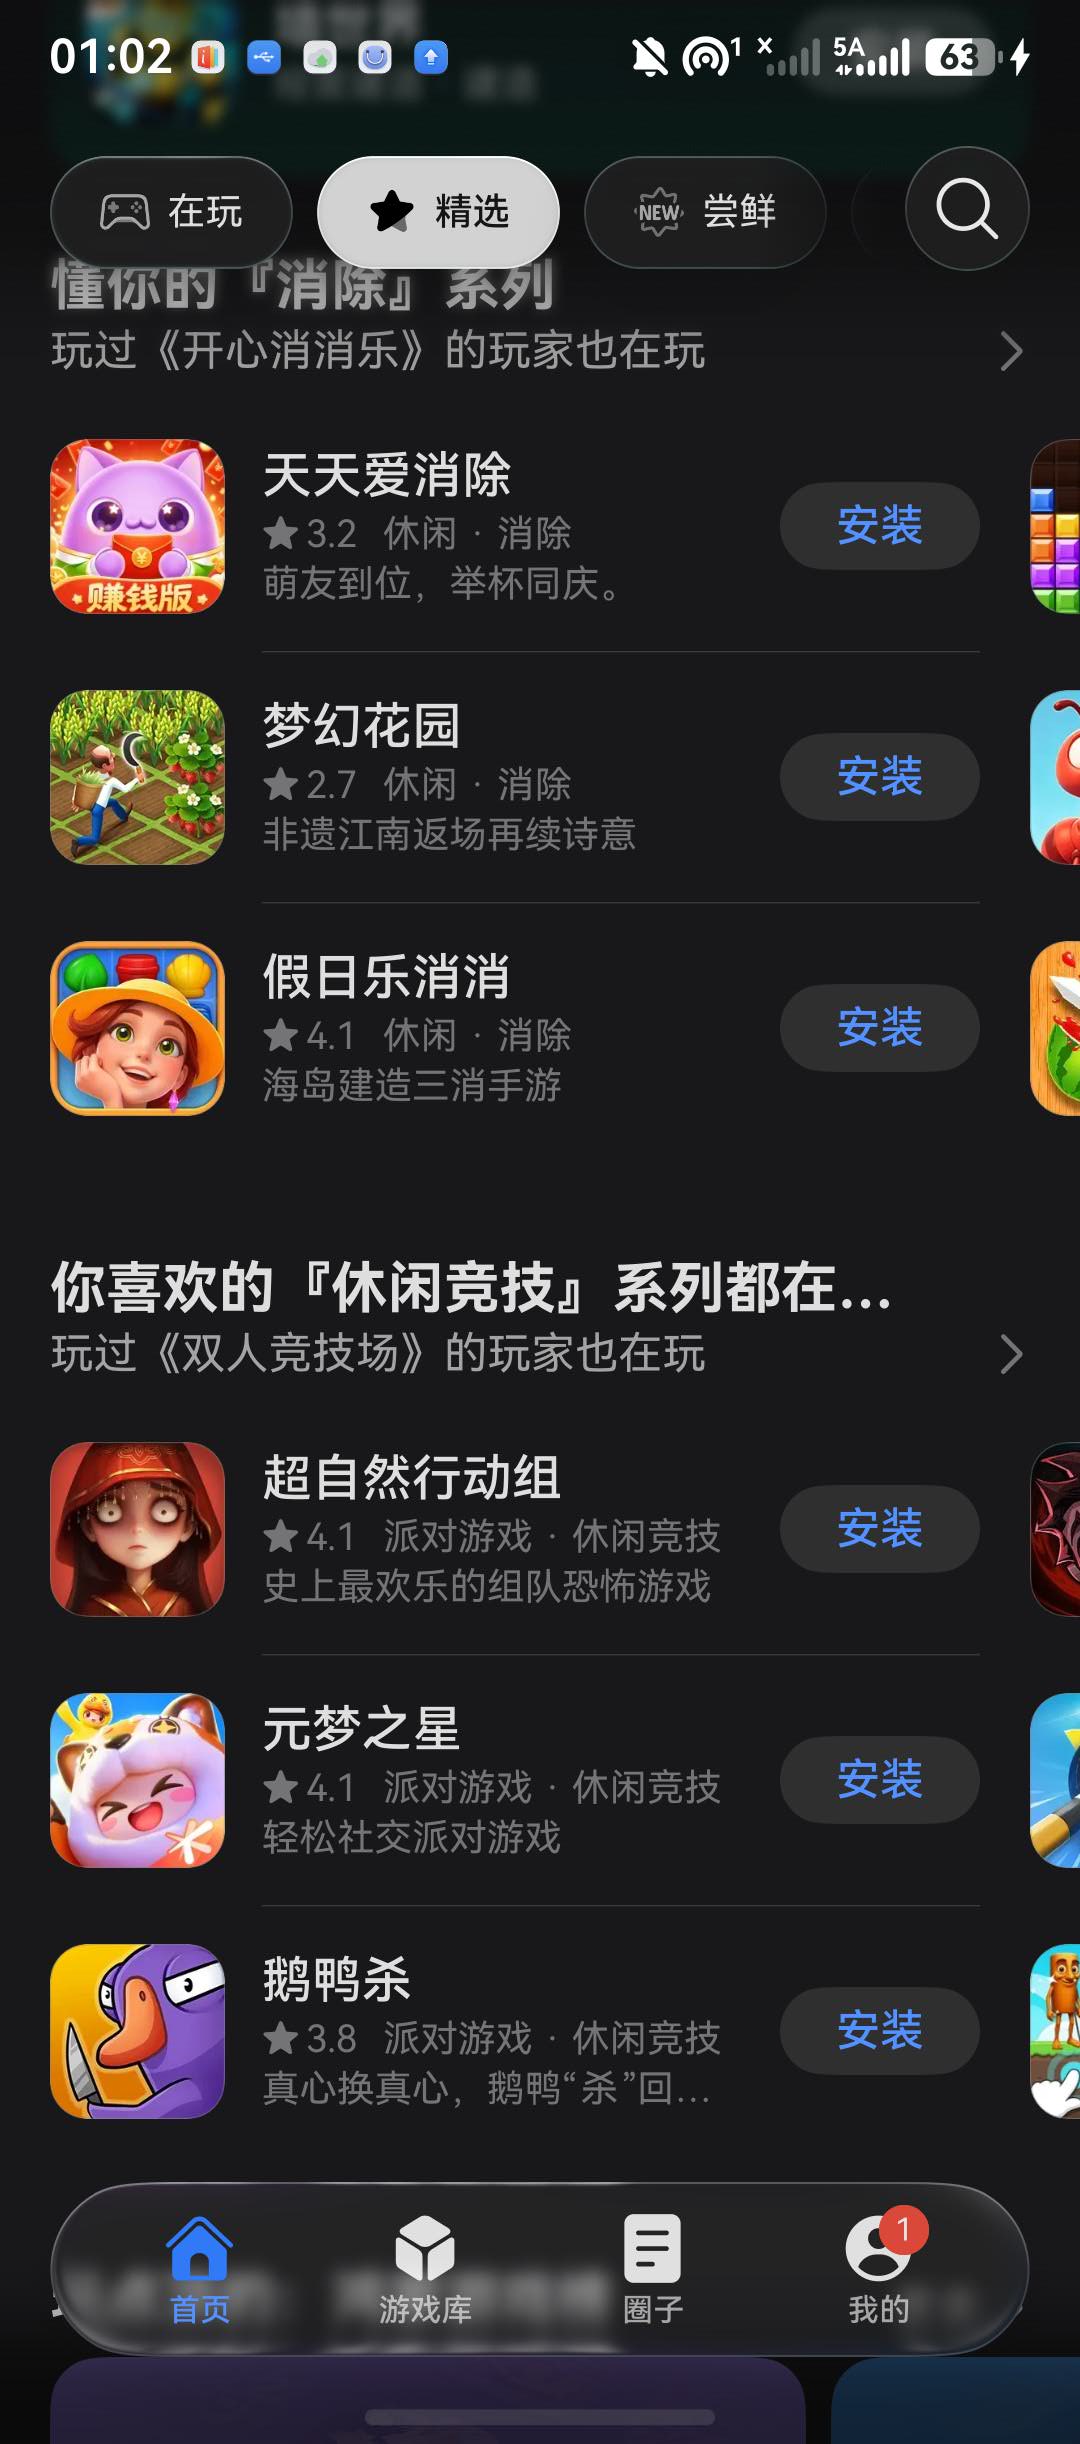 01:02
1
5A
63
在玩
精选
NEW
尝鲜
懂你的『消除』系列
玩过《开心消消乐》的玩家也在玩
天天爱消除
3.2 休闲 · 消除
萌友到位，举杯同庆。
安装
赚钱版
梦幻花园
2.7 休闲 · 消除
非遗江南返场再续诗意
安装
假日乐消消
4.1 休闲 · 消除
海岛建造三消手游
安装
你喜欢的『休闲竞技』系列都在...
玩过《双人竞技场》的玩家也在玩
超自然行动组
4.1 派对游戏 · 休闲竞技
史上最欢乐的组队恐怖游戏
安装
元梦之星
4.1 派对游戏 · 休闲竞技
轻松社交派对游戏
安装
鹅鸭杀
3.8 派对游戏 · 休闲竞技
真心换真心，鹅鸭“杀”回...
安装
首页
游戏库
圈子
1
我的